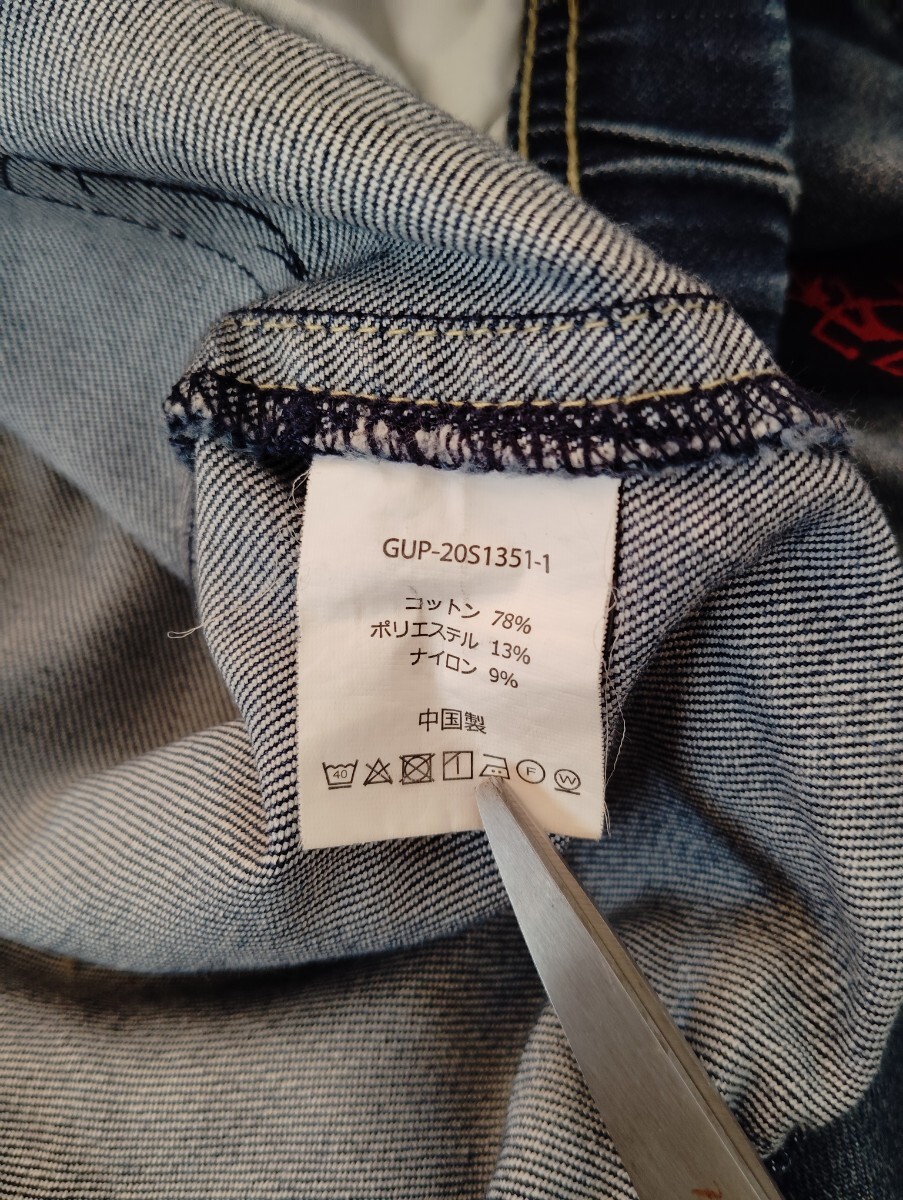 GUP-20S1351-1
コットン 78%
ポリエステル 13%
ナイロン 9%
中国製
40 F W